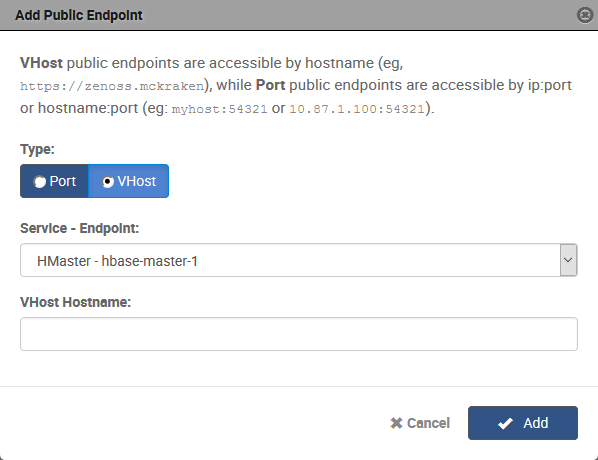 Add Public Endpoint
VHost public endpoints are accessible by hostname (eg,
https://zenoss.mckraken), while Port public endpoints are accessible by ip:port
or hostname:port (eg: myhost:54321 or 10.87.1.100:54321).
Type:
Port VHost
Service - Endpoint:
HMaster - hbase-master-1
VHost Hostname:
Cancel Add